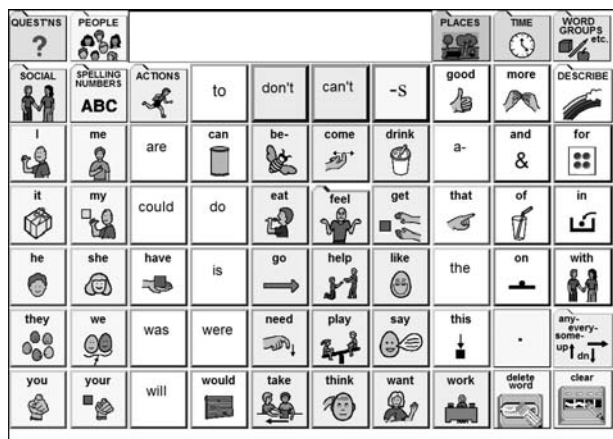 QUEST'NS PEOPLE PLACES TIME WORD GROUPS etc.
?
SOCIAL SPELLING NUMBERS ACTIONS to don't can't -s good more DESCRIBE
ABC
I me are can be- come drink a- and for
&
it my could do eat feel get that of in
he she have is go help like the on with
they we was were need play say this . any- every- some- up dn
you your will would take think want work delete word clear